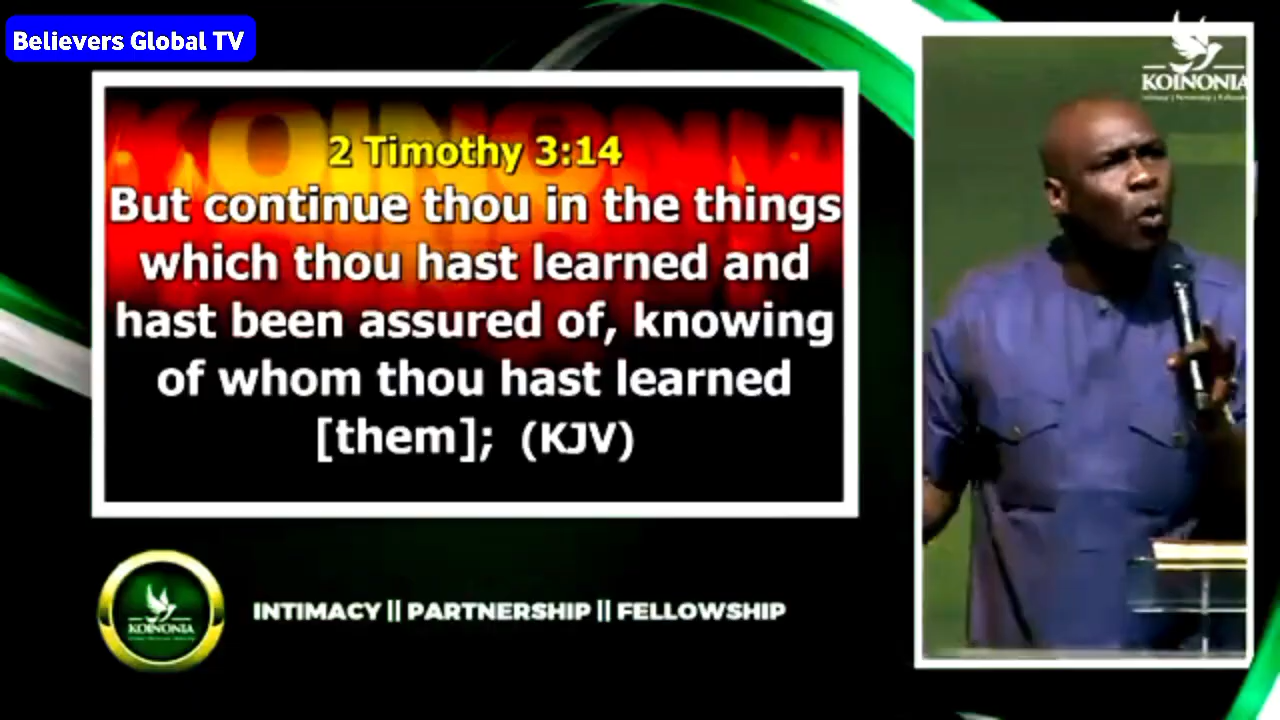 Believers Global TV
KOINONIA
2 Timothy 3:14
But continue thou in the things
which thou hast learned and
hast been assured of, knowing
of whom thou hast learned
[them]; (KJV)
KOINONIA
INTIMACY || PARTNERSHIP || FELLOWSHIP